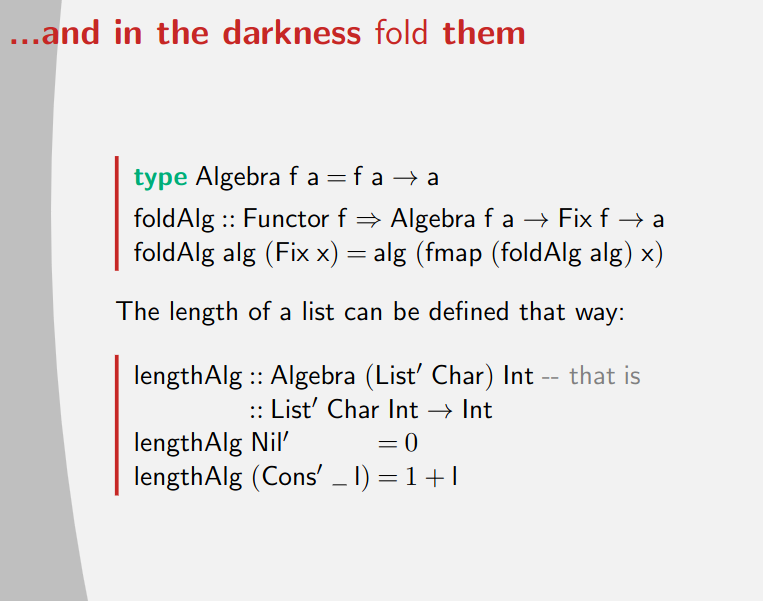 ...and in the darkness fold them
type Algebra f a = f a → a
foldAlg :: Functor f ⇒ Algebra f a → Fix f → a
foldAlg alg (Fix x) = alg (fmap (foldAlg alg) x)
The length of a list can be defined that way:
lengthAlg :: Algebra (List′ Char) Int -- that is
:: List′ Char Int → Int
lengthAlg Nil′ = 0
lengthAlg (Cons′ _ l) = 1 + l